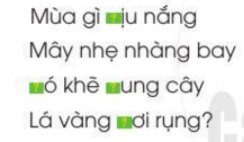 Mùa gì ?ịu nắng
Mây nhẹ nhàng bay
?ó khẽ ?ung cây
Lá vàng ?ơi rụng?